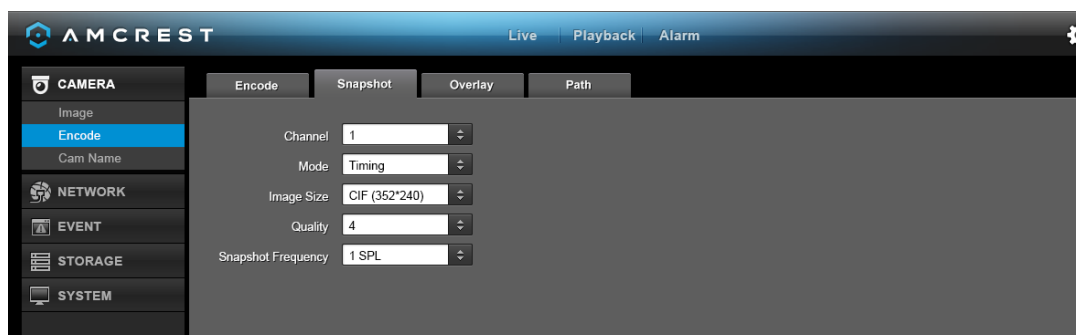 AMCREST
Live Playback Alarm
CAMERA
Image
Encode
Cam Name
NETWORK
EVENT
STORAGE
SYSTEM
Encode Snapshot Overlay Path
Channel 1
Mode Timing
Image Size CIF (352*240)
Quality 4
Snapshot Frequency 1 SPL